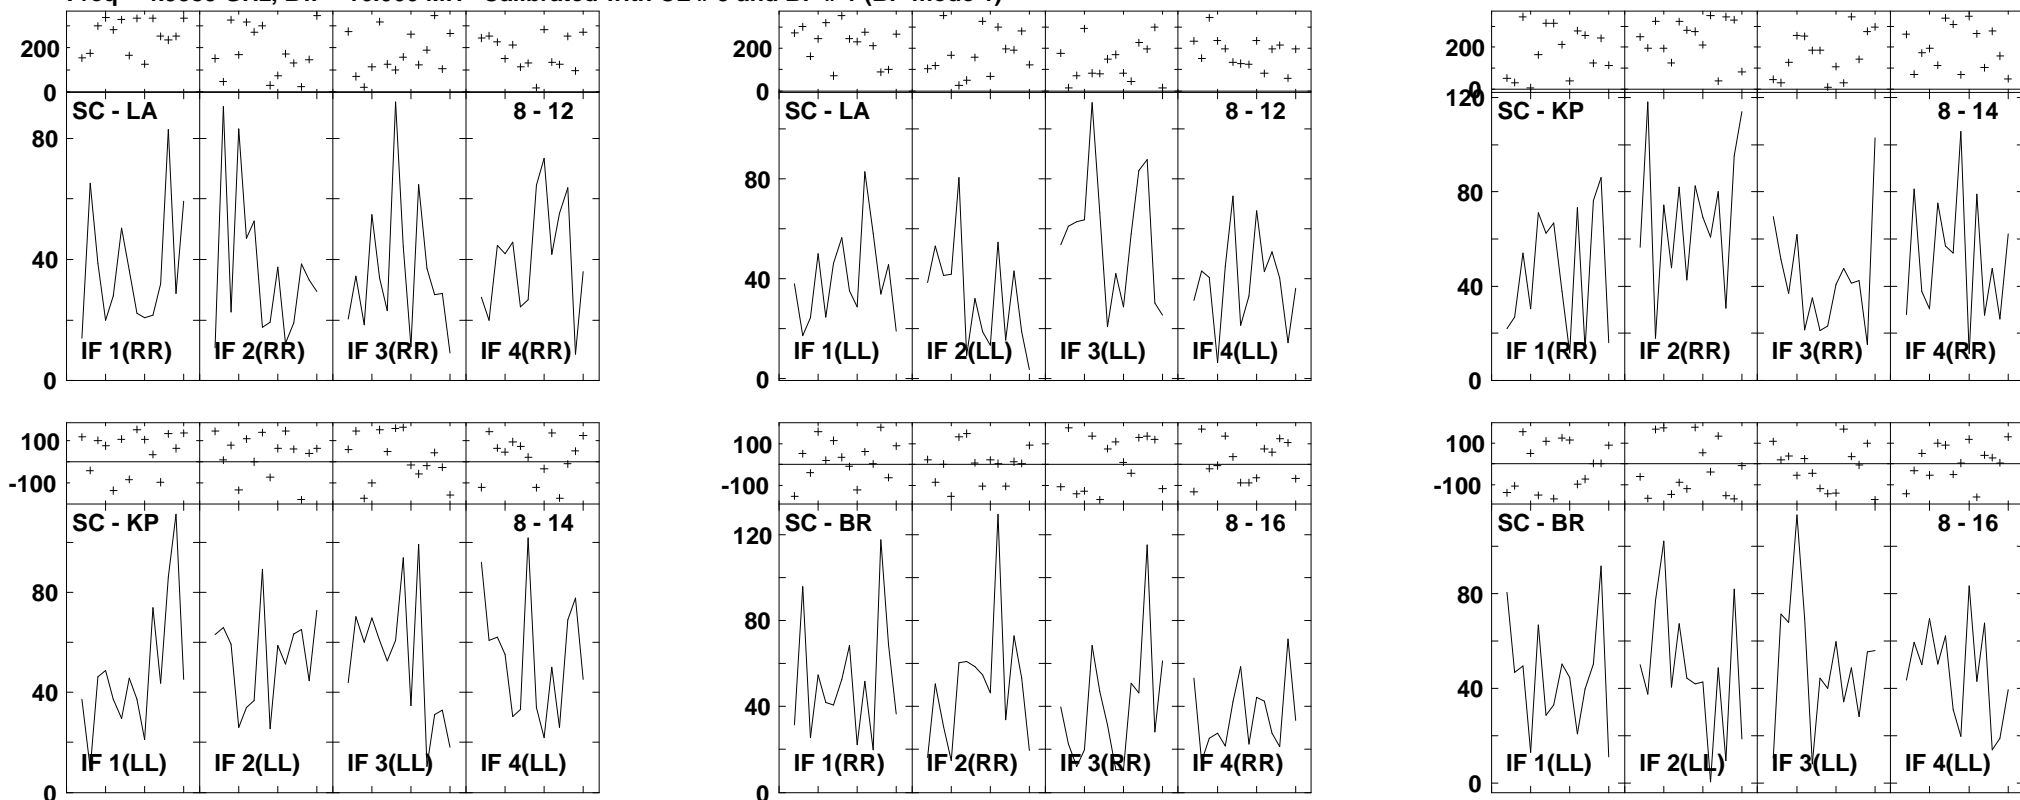 200
0
SC - LA
8 - 12
80
40
0
IF 1(RR)
IF 2(RR)
IF 3(RR)
IF 4(RR)
200
0
SC - LA
8 - 12
80
40
0
IF 1(LL)
IF 2(LL)
IF 3(LL)
IF 4(LL)
200
0
120
SC - KP
8 - 14
80
40
0
IF 1(RR)
IF 2(RR)
IF 3(RR)
IF 4(RR)
100
-100
SC - KP
8 - 14
80
40
0
IF 1(LL)
IF 2(LL)
IF 3(LL)
IF 4(LL)
100
-100
SC - BR
8 - 16
120
80
40
0
IF 1(RR)
IF 2(RR)
IF 3(RR)
IF 4(RR)
100
-100
SC - BR
8 - 16
80
40
0
IF 1(LL)
IF 2(LL)
IF 3(LL)
IF 4(LL)